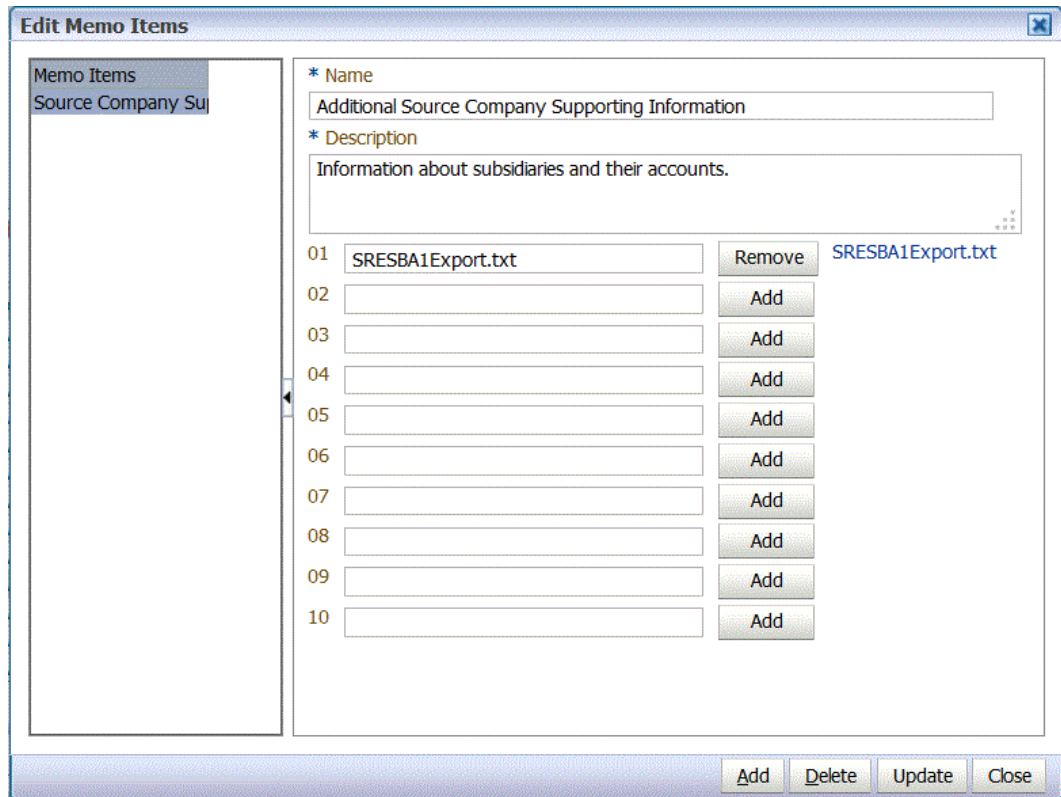 Edit Memo Items
Memo Items
Source Company Su
* Name
Additional Source Company Supporting Information
* Description
Information about subsidiaries and their accounts.
01 SRESBA1Export.txt Remove SRESBA1Export.txt
02 Add
03 Add
04 Add
05 Add
06 Add
07 Add
08 Add
09 Add
10 Add
Add Delete Update Close